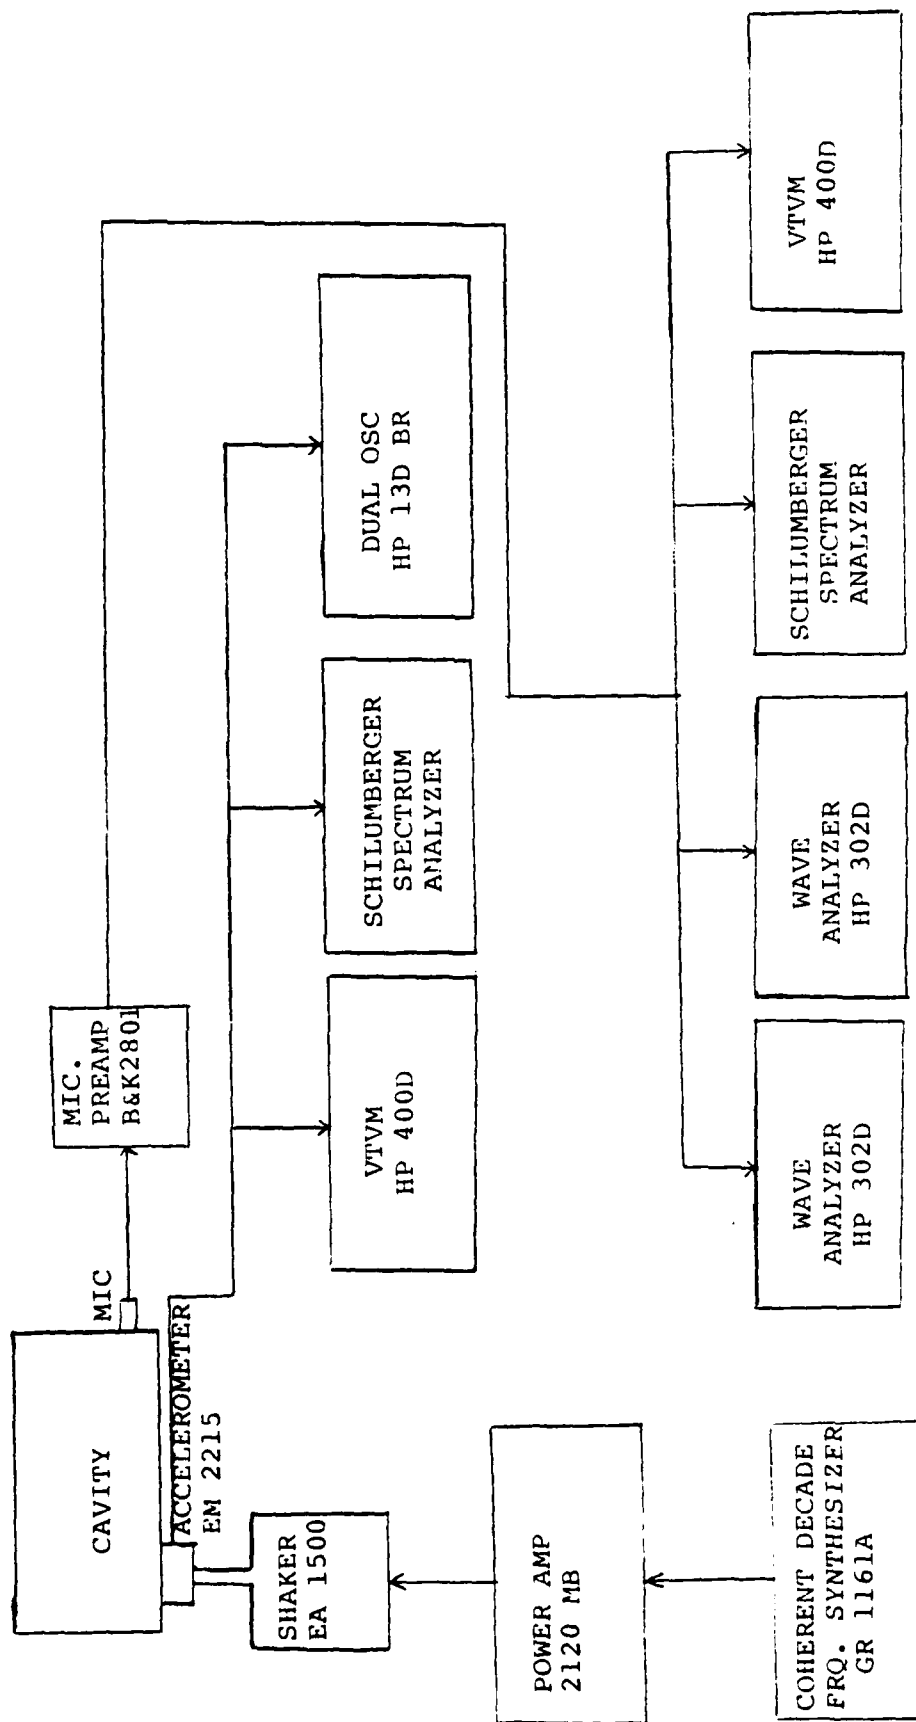 CAVITY
MIC
MIC.
PREAMP
B&K2801
ACCELEROMETER
EM 2215
SHAKER
EA 1500
POWER AMP
2120 MB
COHERENT DECADE
FRQ. SYNTHESIZER
GR 1161A
VTVM
HP 400D
SCHILUMBERGER
SPECTRUM
ANALYZER
DUAL OSC
HP 13D BR
WAVE
ANALYZER
HP 302D
WAVE
ANALYZER
HP 302D
SCHILUMBERGER
SPECTRUM
ANALYZER
VTVM
HP 400D